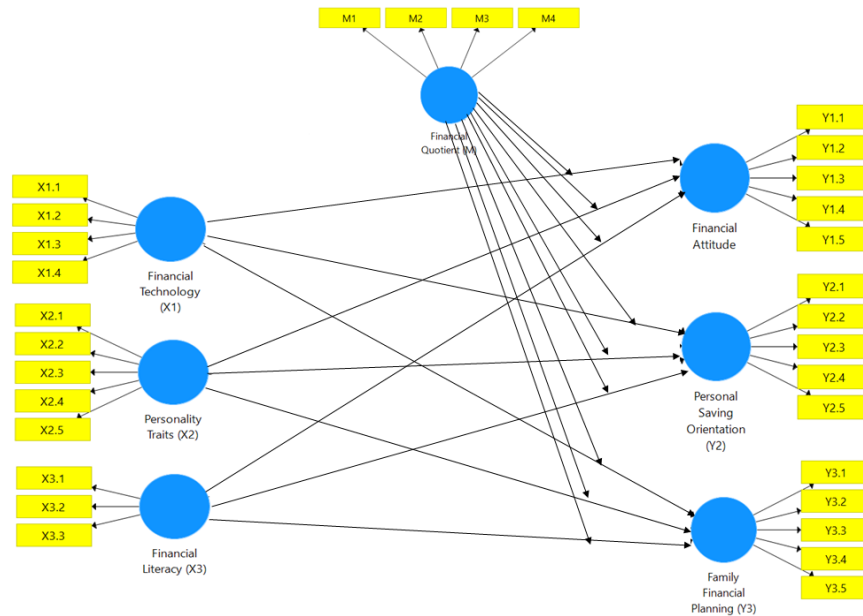 M1
M2
M3
M4
Financial
Quotient (M)
X1.1
X1.2
X1.3
X1.4
Financial
Technology
(X1)
X2.1
X2.2
X2.3
X2.4
X2.5
Personality
Traits (X2)
X3.1
X3.2
X3.3
Financial
Literacy (X3)
Y1.1
Y1.2
Y1.3
Y1.4
Y1.5
Financial
Attitude
Y2.1
Y2.2
Y2.3
Y2.4
Y2.5
Personal
Saving
Orientation
(Y2)
Y3.1
Y3.2
Y3.3
Y3.4
Y3.5
Family
Financial
Planning (Y3)